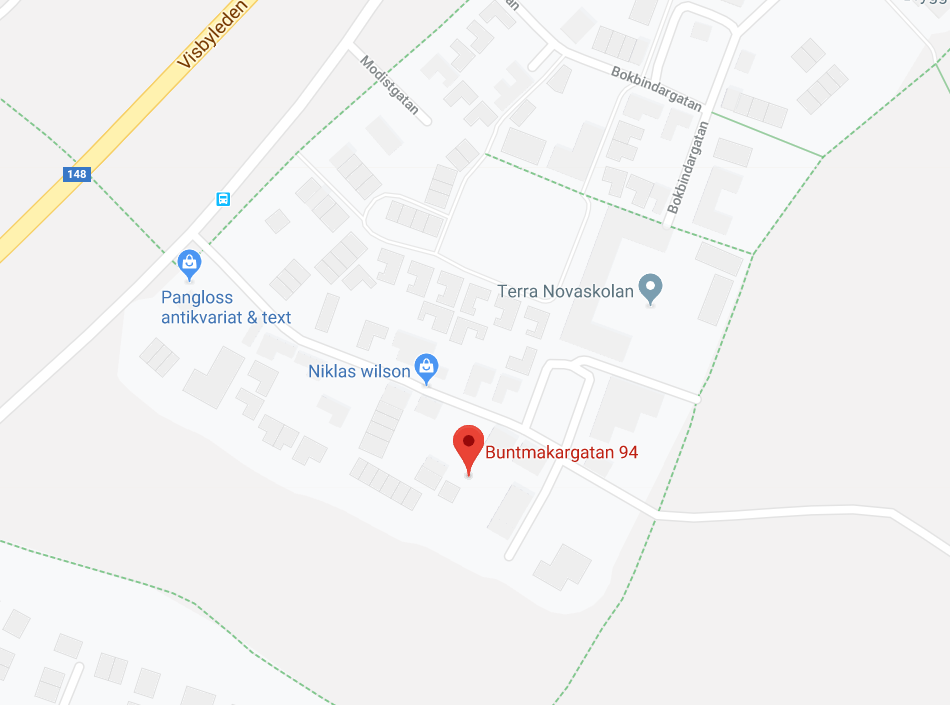 Visbyleden
Modistgatan
Bokbindargatan
148
Bokbindargatan
Terra Novaskolan
Pangloss
antikvariat & text
Niklas wilson
Buntmakargatan 94